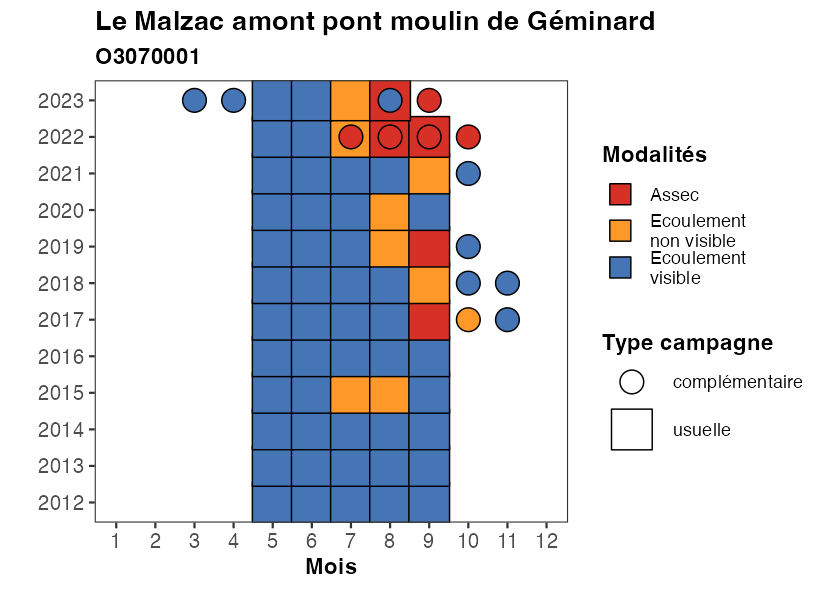 Le Malzac amont pont moulin de Géminard
O3070001
2023
2022
2021
2020
2019
2018
2017
2016
2015
2014
2013
2012
1 2 3 4 5 6 7 8 9 10 11 12
Mois
Modalités
Assec
Ecoulement
non visible
Ecoulement
visible
Type campagne
complémentaire
usuelle